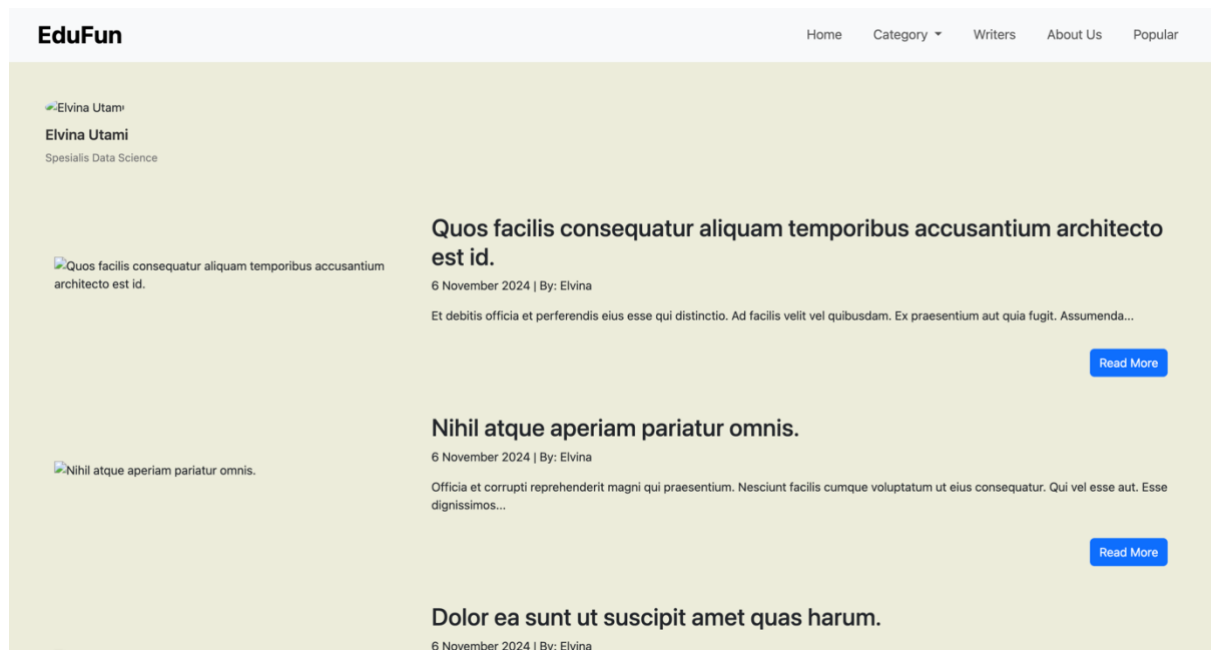 EduFun
Home Category Writers About Us Popular
Elvina Utam
Elvina Utami
Spesialis Data Science
Quos facilis consequatur aliquam temporibus accusantium architecto
est id.
Quos facilis consequatur aliquam temporibus accusantium
architecto est id.
6 November 2024 | By: Elvina
Et debitis officia et perferendis eius esse qui distinctio. Ad facilis velit vel quibusdam. Ex praesentium aut quia fugit. Assumenda...
Read More
Nihil atque aperiam pariatur omnis.
6 November 2024 | By: Elvina
Nihil atque aperiam pariatur omnis.
Officia et corrupti reprehenderit magni qui praesentium. Nesciunt facilis cumque voluptatum ut eius consequatur. Qui vel esse aut. Esse
dignissimos...
Read More
Dolor ea sunt ut suscipit amet quas harum.
6 November 2024 | By: Elvina